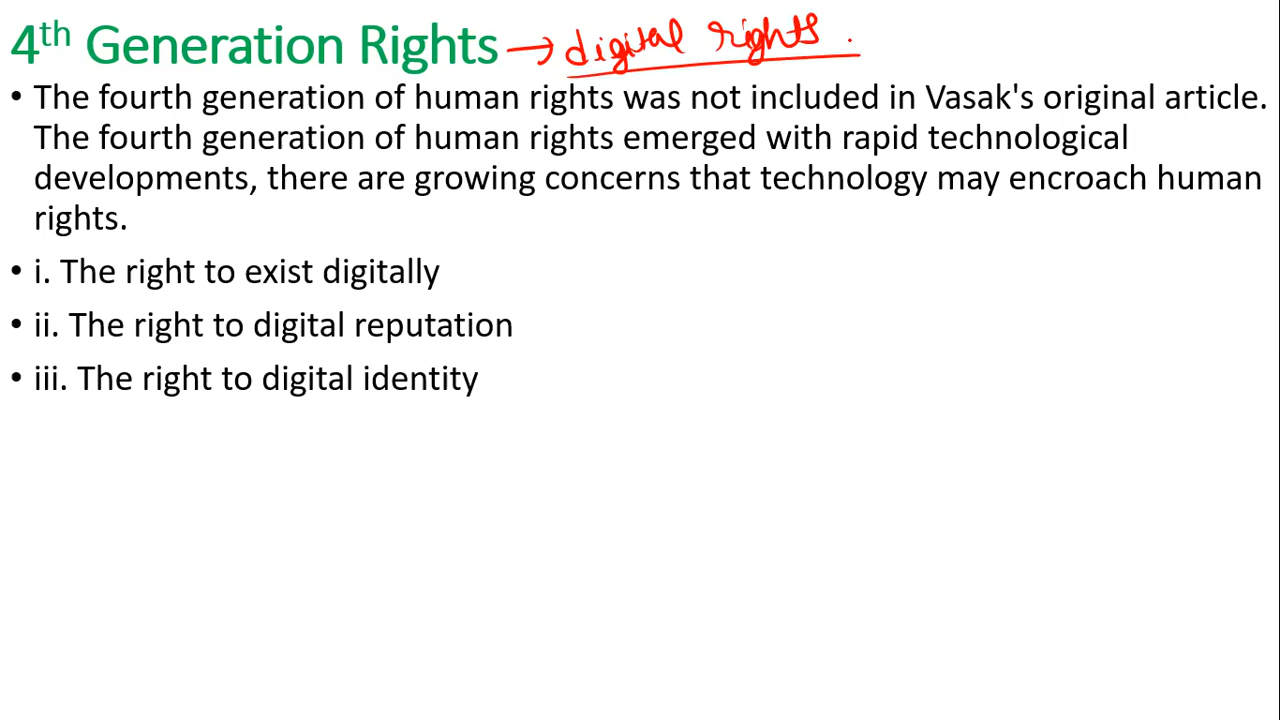 4th Generation Rights → digital rights.
• The fourth generation of human rights was not included in Vasak's original article.
The fourth generation of human rights emerged with rapid technological
developments, there are growing concerns that technology may encroach human
rights.
• i. The right to exist digitally
• ii. The right to digital reputation
• iii. The right to digital identity